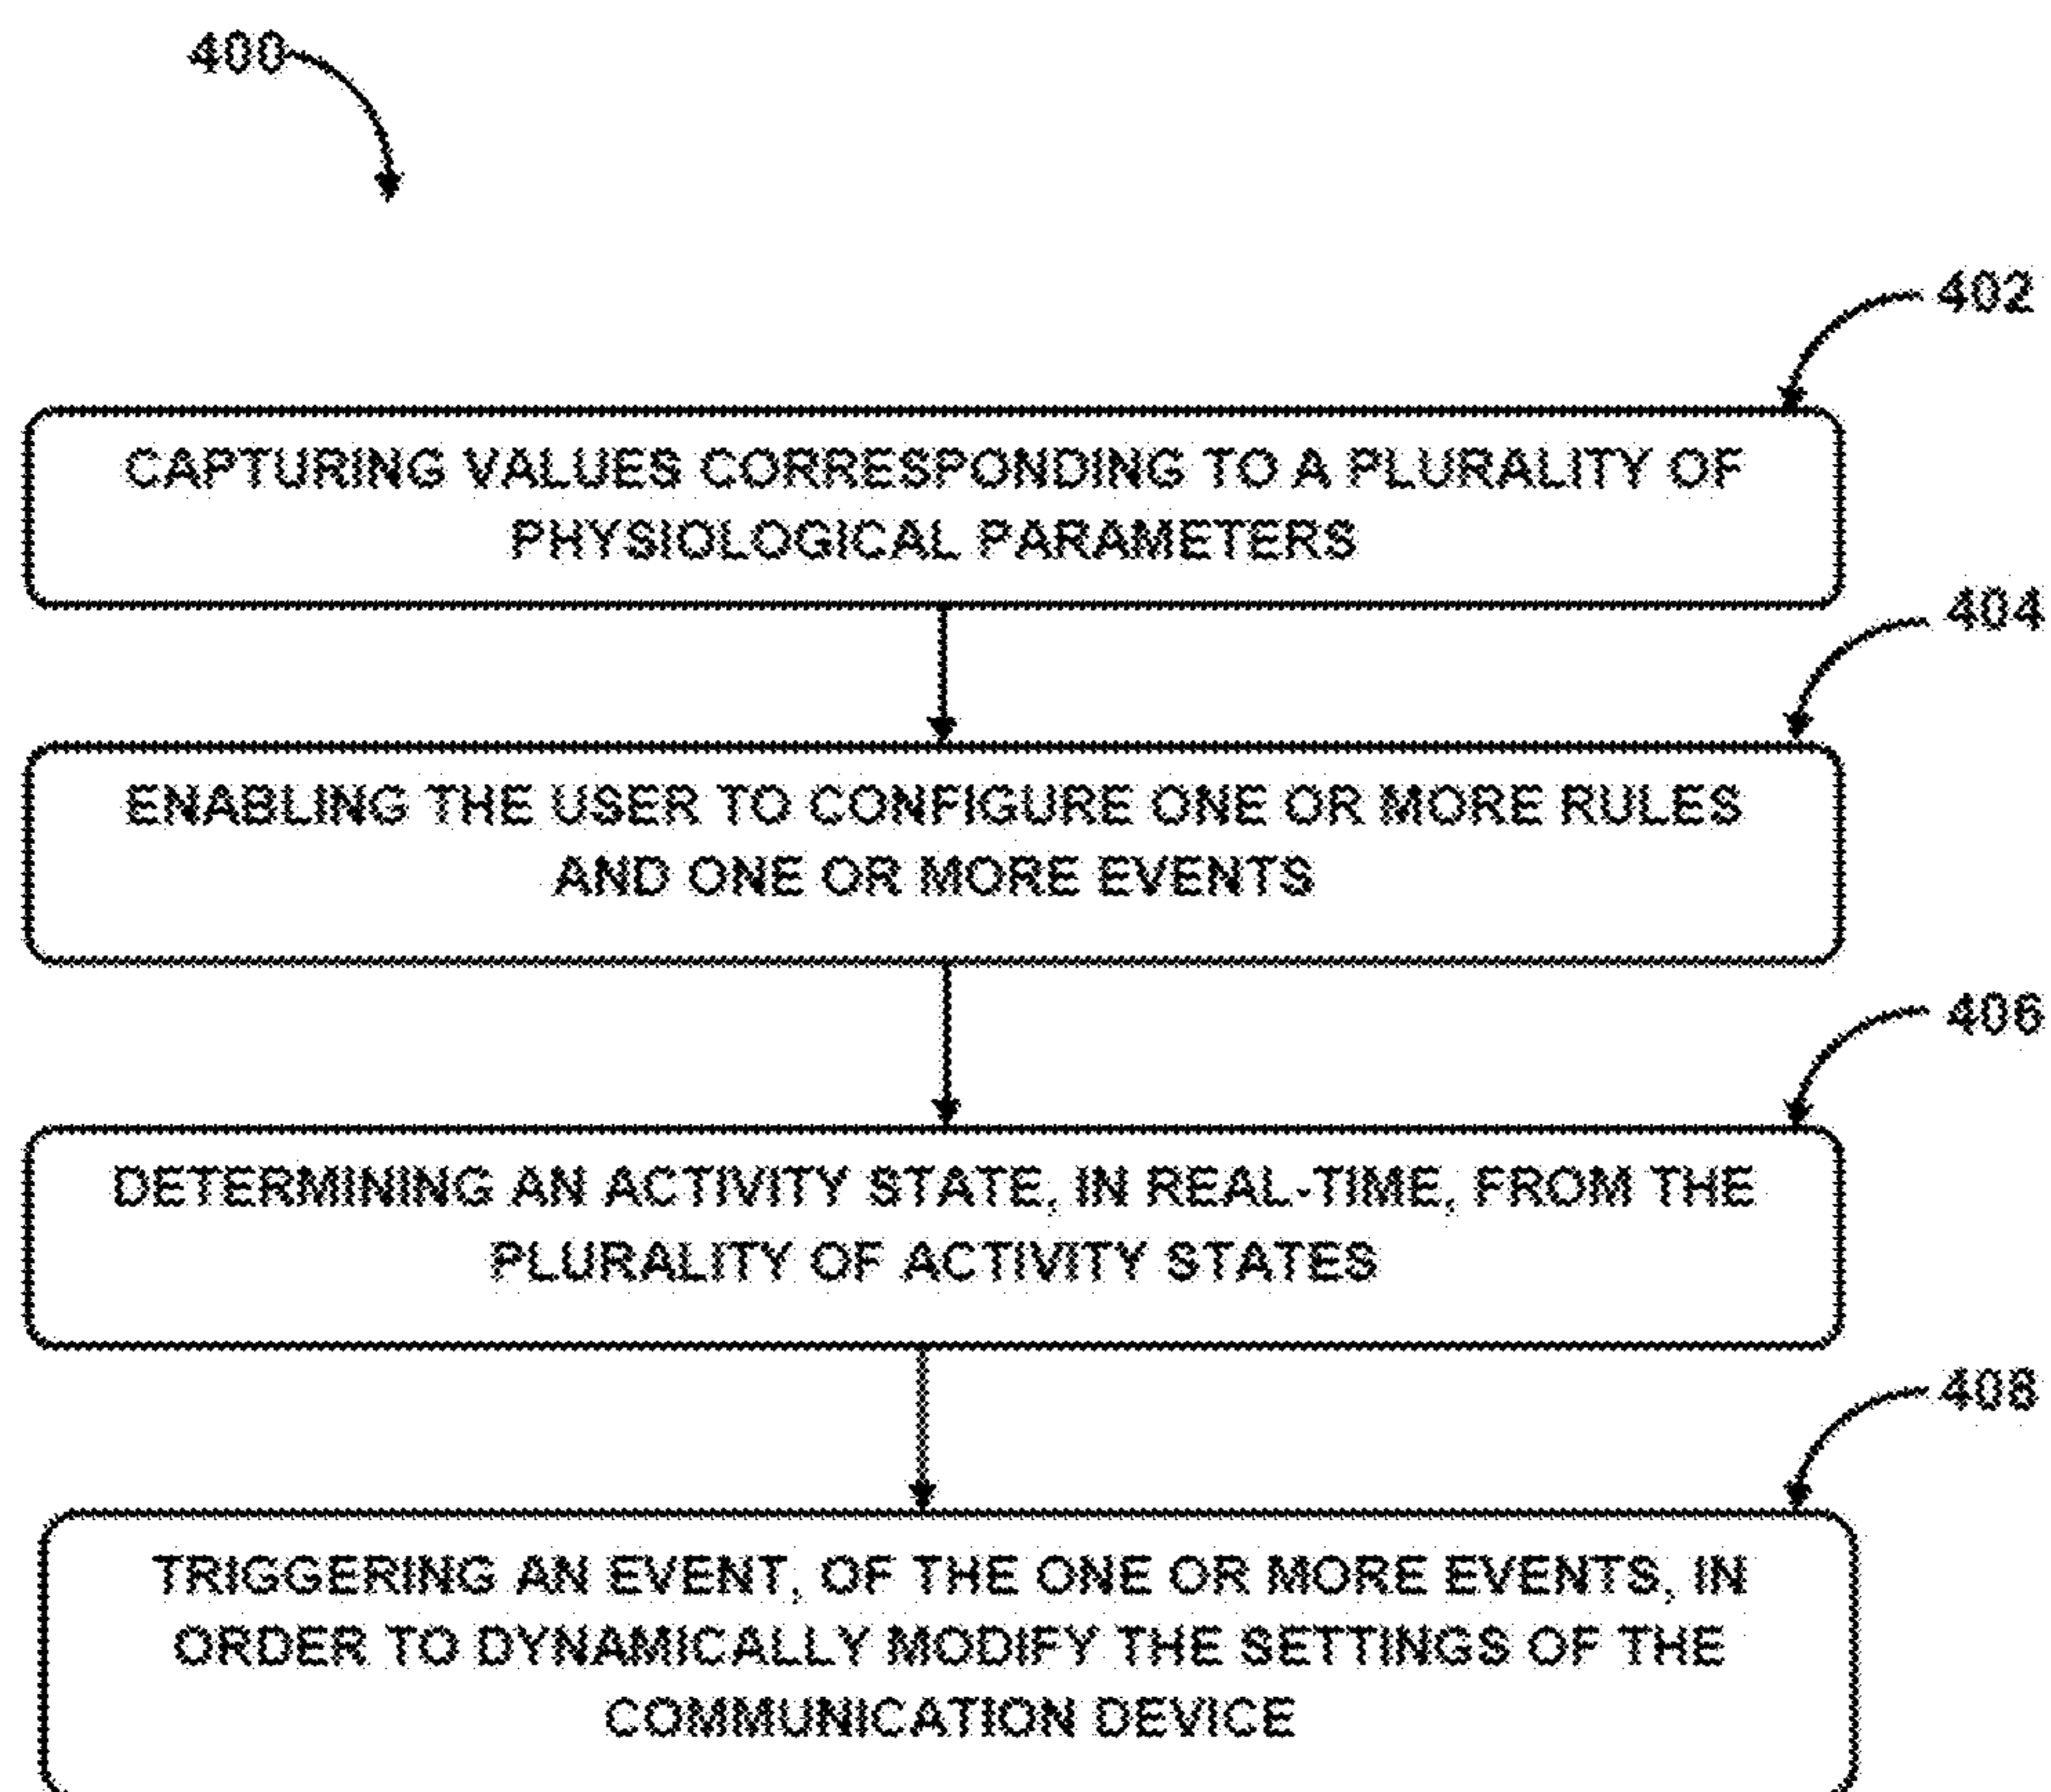 400
402
CAPTURING VALUES CORRESPONDING TO A PLURALITY OF
PHYSIOLOGICAL PARAMETERS
404
ENABLING THE USER TO CONFIGURE ONE OR MORE RULES
AND ONE OR MORE EVENTS
406
DETERMINING AN ACTIVITY STATE, IN REAL-TIME, FROM THE
PLURALITY OF ACTIVITY STATES
408
TRIGGERING AN EVENT, OF THE ONE OR MORE EVENTS, IN
ORDER TO DYNAMICALLY MODIFY THE SETTINGS OF THE
COMMUNICATION DEVICE